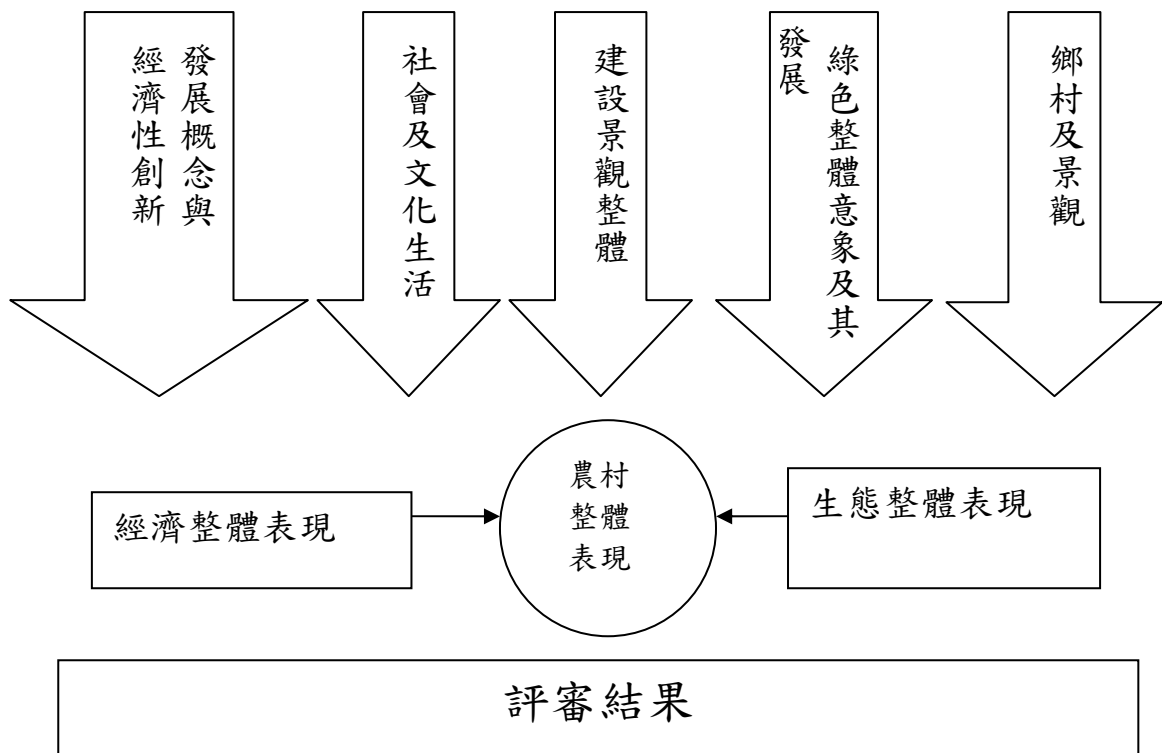 發展概念與
經濟性創新
社會及文化生活
建設景觀整體
綠色整體意象及其
發展
鄉村及景觀
農村
整體
表現
經濟整體表現
生態整體表現
評審結果